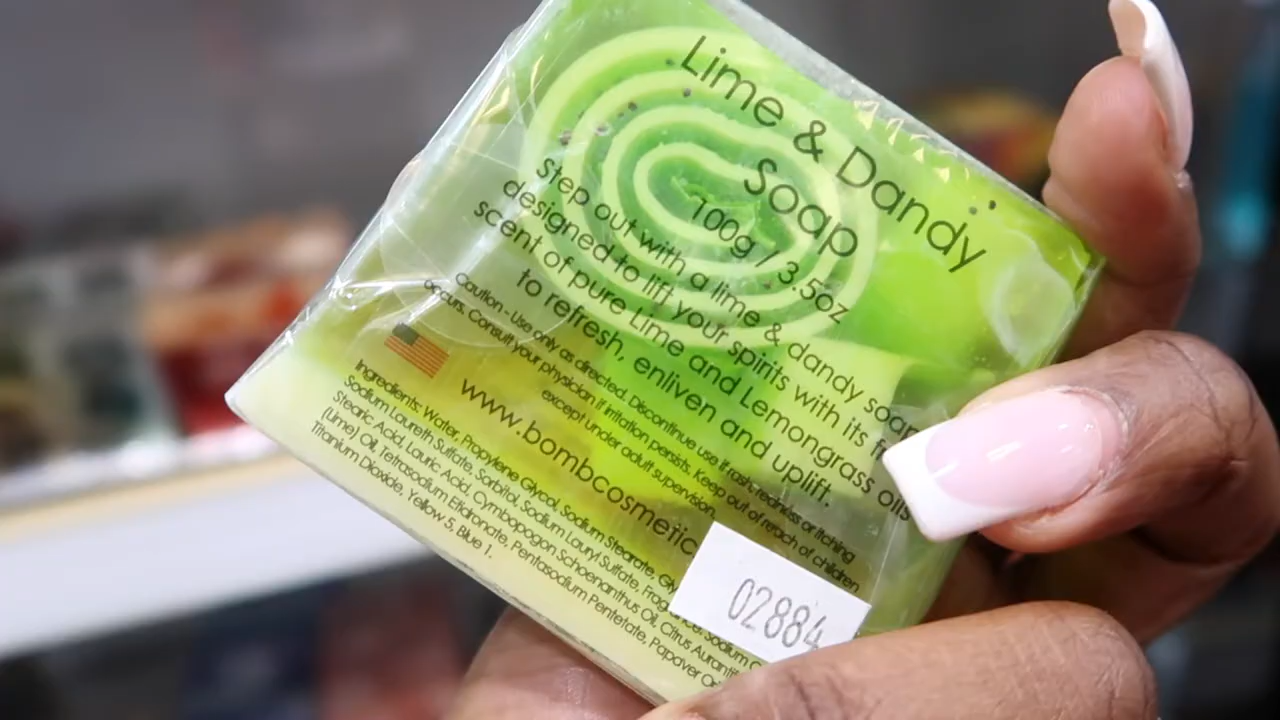 Lime & Dandy
Soap
100g / 3.5oz
Step out with a lime & dandy soap
designed to lift your spirits with its
scent of pure Lime and Lemongrass oils
to refresh, enliven and uplift.
Caution - Use only as directed. Discontinue use if rash, redness or itching
occurs. Consult your physician if irritation persists. Keep out of reach of children
except under adult supervision.
www.bombcosmetic
Ingredients: Water, Propylene Glycol, Sodium Stearate, Gly
Sodium Laureth Sulfate, Sorbitol, Sodium Lauryl Sulfate, Sodium
Stearic Acid, Lauric Acid, Cymbopogon Schoenanthus Oil, Citrus Aurantif
(Lime) Oil, Tetrasodium Etidronate, Pentasodium Pentetate, Papaver
Titanium Dioxide, Yellow 5, Blue 1.
02884